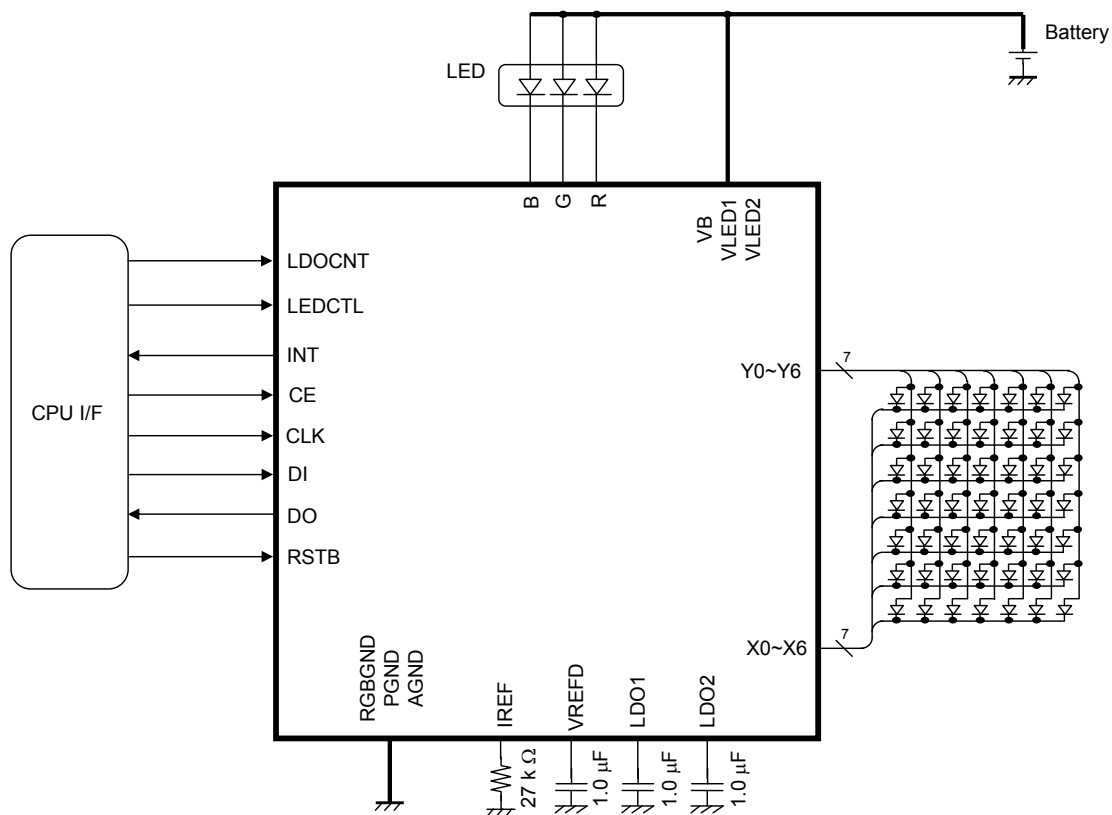 Battery
LED
B
G
R
VB
VLED1
VLED2
CPU I/F
LDOCNT
LEDCTL
INT
CE
CLK
DI
DO
RSTB
Y0~Y6
7
X0~X6
7
RGBGND
PGND
AGND
IREF
VREFD
LDO1
LDO2
27 k Ω
1.0 µF
1.0 µF
1.0 µF